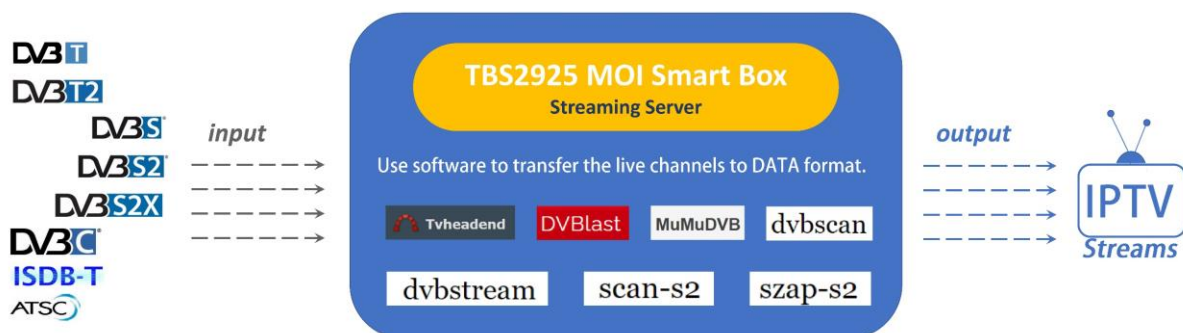 DVB T
DVB T2
DVB S
DVB S2
DVB S2X
DVB C
ISDB-T
ATSC
input
TBS2925 MOI Smart Box
Streaming Server
Use software to transfer the live channels to DATA format.
Tvheadend DVBlast MuMuDVB dvbscan
dvbstream scan-s2 szap-s2
output
IPTV
Streams